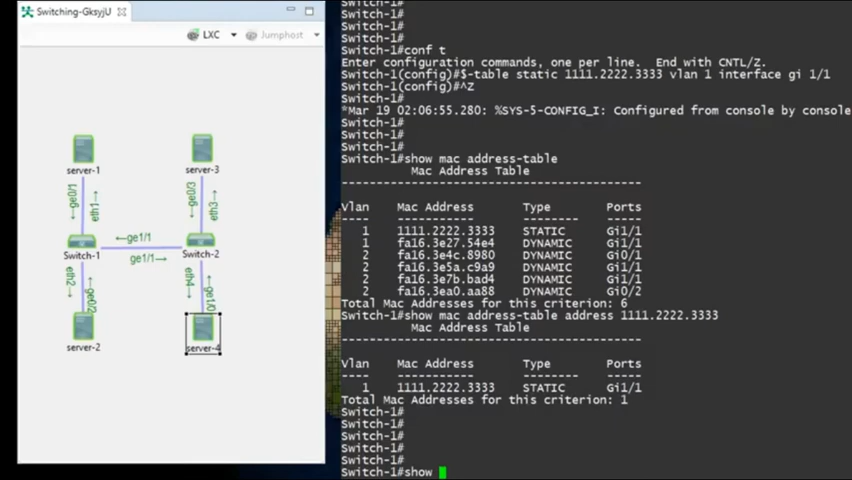 Switching-GksyjU
LXC
Jumphost
server-1
server-3
ge0/1→
eth1→
ge0/3→
eth3→
←ge1/1
ge1/1→
Switch-1
Switch-2
eth2→
←ge0/2
eth4→
←ge1/0
server-2
server-4
Switch-1#
Switch-1#
Switch-1#
Switch-1#conf t
Enter configuration commands, one per line. End with CNTL/Z.
Switch-1(config)#$-table static 1111.2222.3333 vlan 1 interface gi 1/1
Switch-1(config)#^Z
Switch-1#
*Mar 19 02:06:55.280: %SYS-5-CONFIG_I: Configured from console by console
Switch-1#
Switch-1#
Switch-1#
Switch-1#show mac address-table
Mac Address Table
-------------------------------------------
Vlan Mac Address Type Ports
---- ----------- -------- -----
1 1111.2222.3333 STATIC Gi1/1
1 fa16.3e27.54e4 DYNAMIC Gi1/1
2 fa16.3e4c.8980 DYNAMIC Gi0/1
2 fa16.3e5a.c9a9 DYNAMIC Gi1/1
2 fa16.3e7b.bad4 DYNAMIC Gi1/1
2 fa16.3ea0.aa88 DYNAMIC Gi0/2
Total Mac Addresses for this criterion: 6
Switch-1#show mac address-table address 1111.2222.3333
Mac Address Table
-------------------------------------------
Vlan Mac Address Type Ports
---- ----------- -------- -----
1 1111.2222.3333 STATIC Gi1/1
Total Mac Addresses for this criterion: 1
Switch-1#
Switch-1#
Switch-1#
Switch-1#
Switch-1#
Switch-1#show